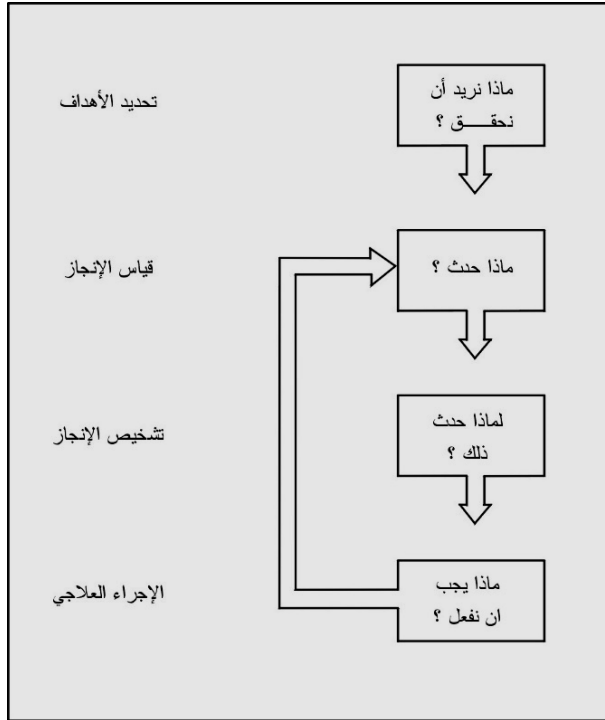 ماذا نريد أن
نحقــــق ؟
تحديد الأهداف
ماذا حدث ؟
قياس الإنجاز
لماذا حدث
ذلك ؟
تشخيص الإنجاز
ماذا يجب
ان نفعل ؟
الإجراء العلاجي